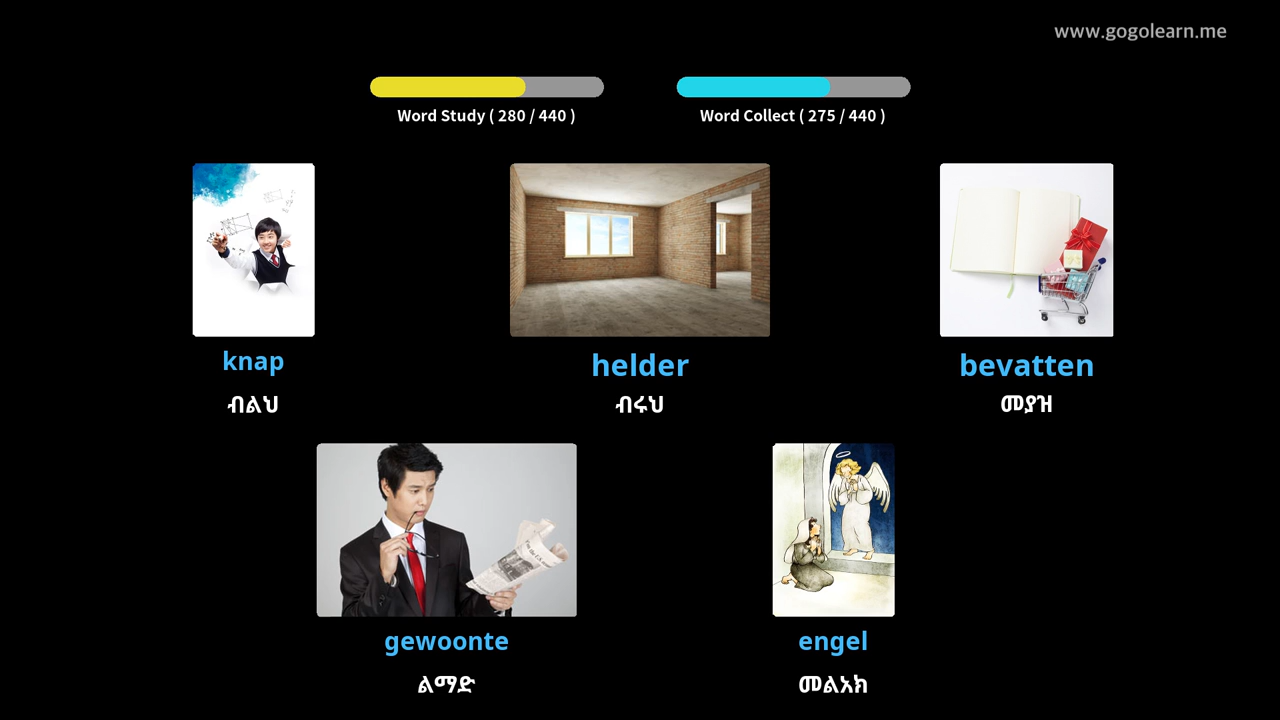 www.gogolearn.me
Word Study ( 280 / 440 )
Word Collect ( 275 / 440 )
knap
ብልህ
helder
ብሩህ
bevatten
መያዝ
gewoonte
ልማድ
engel
መልአክ